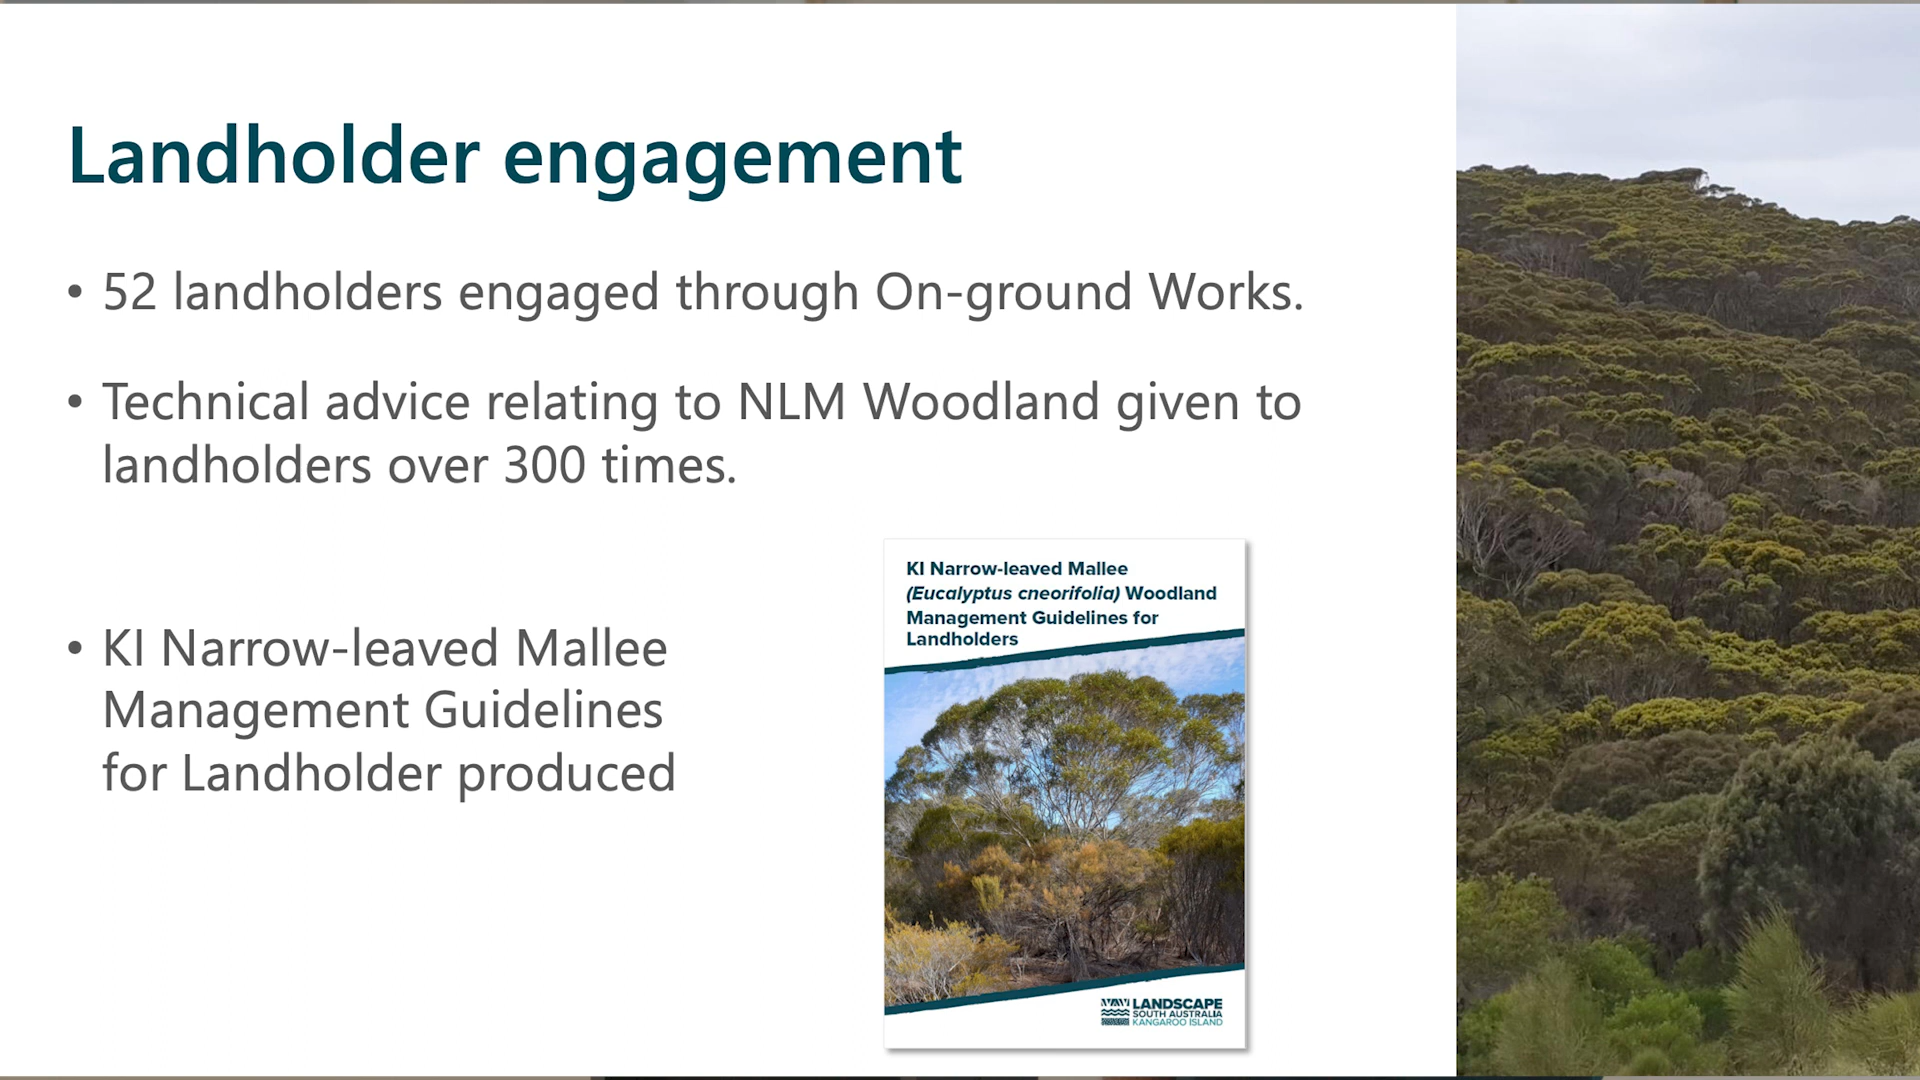 Landholder engagement
• 52 landholders engaged through On-ground Works.
• Technical advice relating to NLM Woodland given to
landholders over 300 times.
• KI Narrow-leaved Mallee
Management Guidelines
for Landholder produced
KI Narrow-leaved Mallee
(Eucalyptus cneorifolia) Woodland
Management Guidelines for
Landholders
LANDSCAPE
SOUTH AUSTRALIA
KANGAROO ISLAND